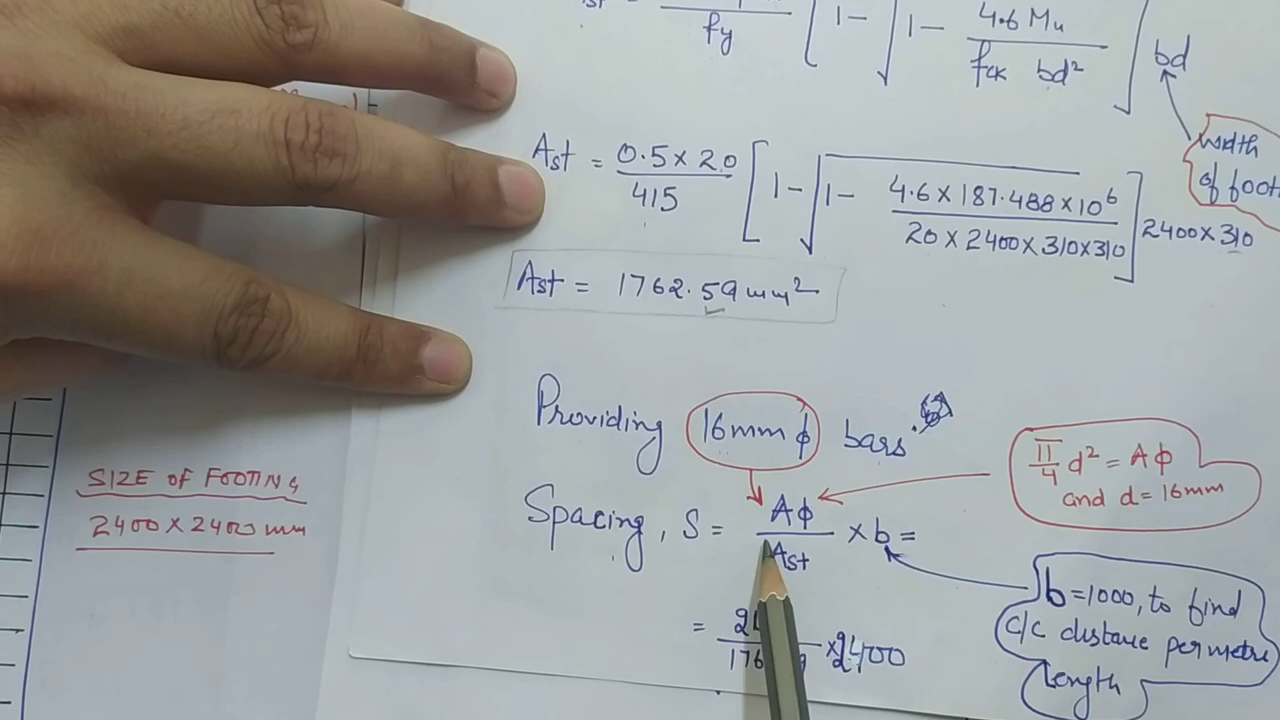 fy [ 1 - √ 1 - 4.6 Mu / fck bd² ] bd
width
of
Ast = 0.5 x 20 / 415 [ 1 - √ 1 - 4.6 x 187.488 x 10⁶ / 20 x 2400 x 310 x 310 ] 2400 x 310
Ast = 1762.59 mm²
Providing 16mm ϕ bars.
π/4 d² = Aϕ
and d = 16mm
SIZE of FOOTING
2400 x 2400 mm
Spacing, S = Aϕ / Ast x b =
b = 1000, to find
c/c distance per metre
length
= x 2400